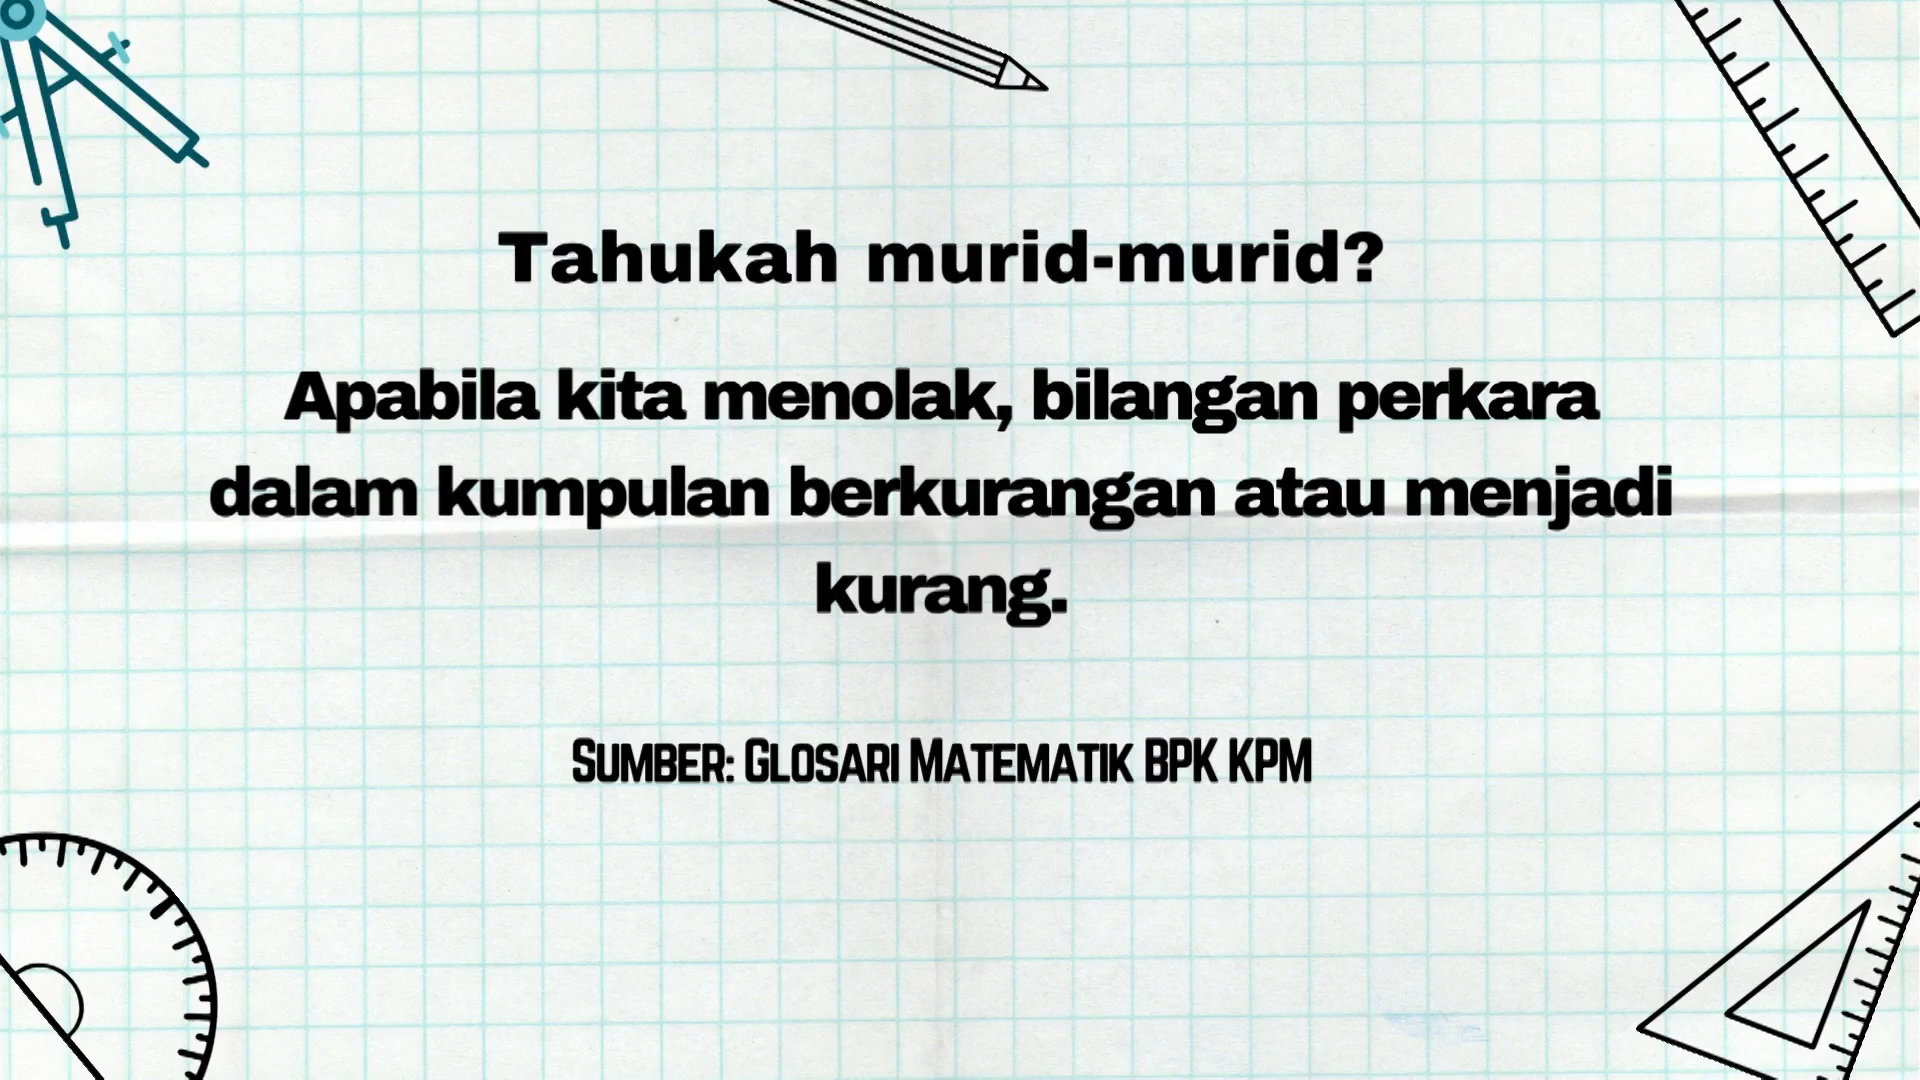 Tahukah murid-murid?
Apabila kita menolak, bilangan perkara
dalam kumpulan berkurangan atau menjadi
kurang.
Sumber: Glosari Matematik BPK KPM